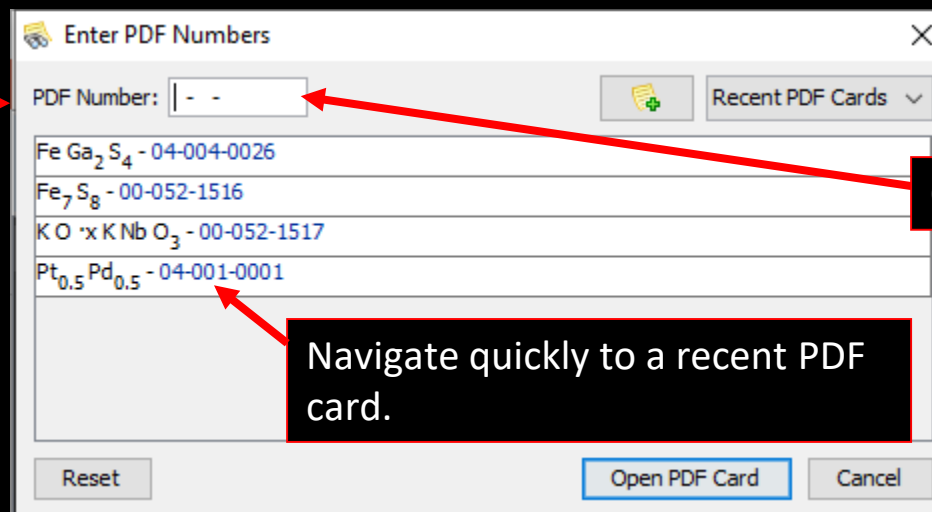 Enter PDF Numbers
PDF Number: - -
Recent PDF Cards
Fe Ga2 S4 - 04-004-0026
Fe7 S8 - 00-052-1516
K O ·x K Nb O3 - 00-052-1517
Pt0.5 Pd0.5 - 04-001-0001
Navigate quickly to a recent PDF
card.
Reset
Open PDF Card
Cancel